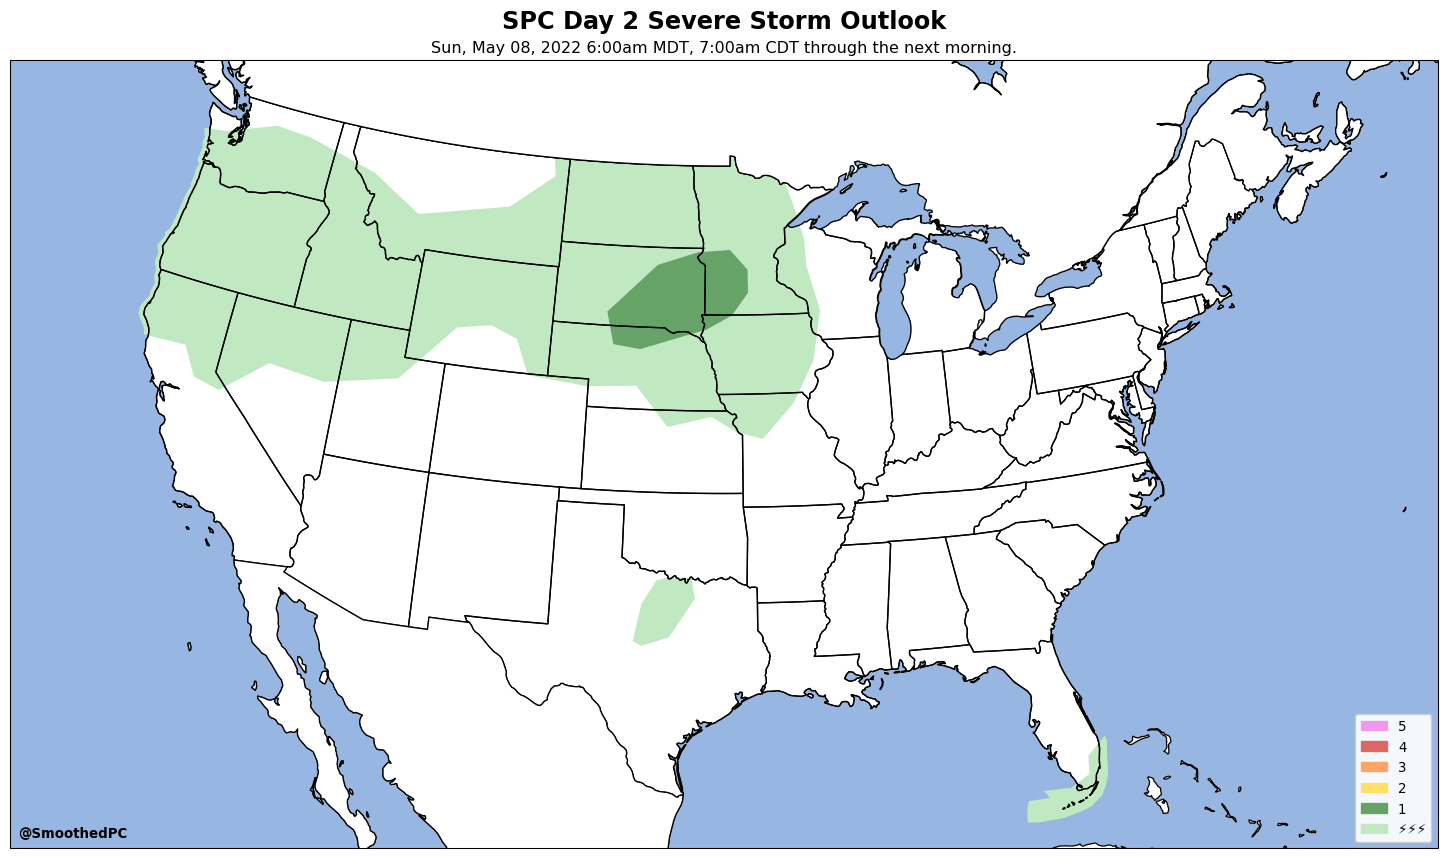 SPC Day 2 Severe Storm Outlook
Sun, May 08, 2022 6:00am MDT, 7:00am CDT through the next morning.
5
4
3
2
1
⚡⚡⚡
@SmoothedPC